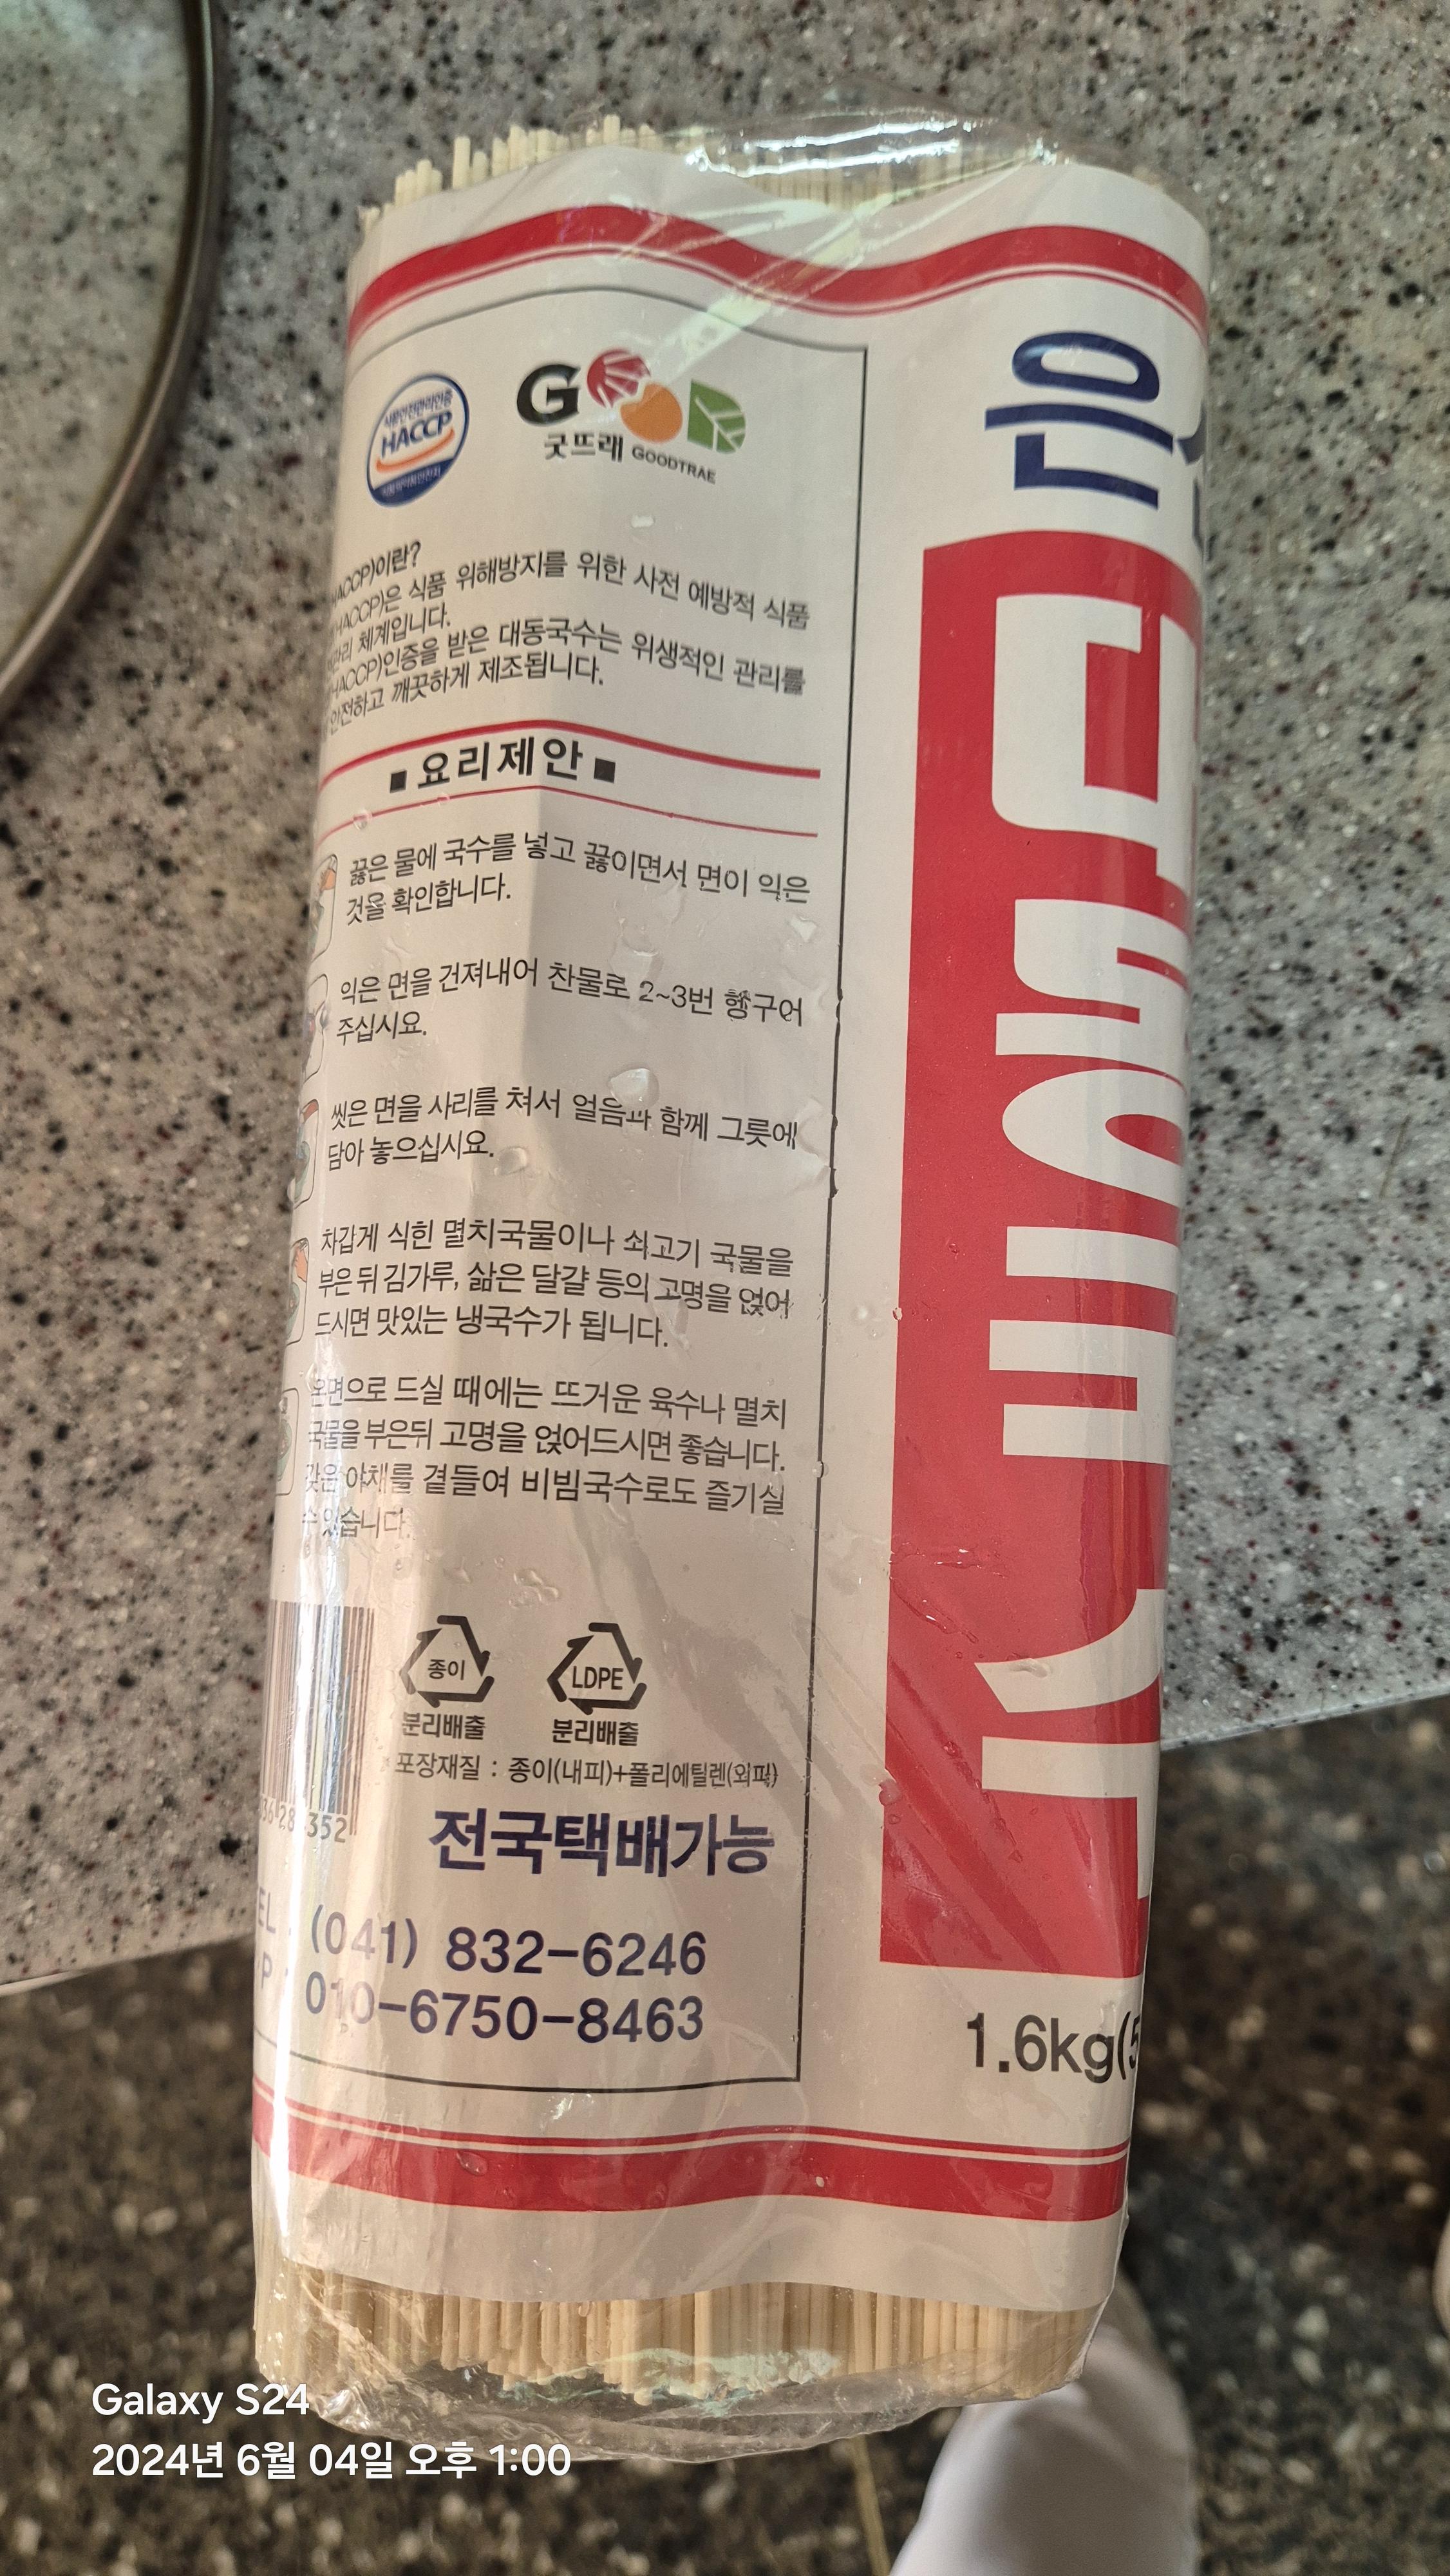 식품안전관리인증
HACCP
식품의약품안전처
GOOD
굿뜨래 GOODTRAE
HACCP)이란?
HACCP)은 식품 위해방지를 위한 사전 예방적 식품
관리 체계입니다.
HACCP)인증을 받은 대동국수는 위생적인 관리를
안전하고 깨끗하게 제조됩니다.
■ 요리제안 ■
끓은 물에 국수를 넣고 끓이면서 면이 익은
것을 확인합니다.
익은 면을 건져내어 찬물로 2~3번 헹구어
주십시요.
씻은 면을 사리를 쳐서 얼음과 함께 그릇에
담아 놓으십시요.
차갑게 식힌 멸치국물이나 쇠고기 국물을
부은 뒤 김가루, 삶은 달걀 등의 고명을 얹어
드시면 맛있는 냉국수가 됩니다.
온면으로 드실 때에는 뜨거운 육수나 멸치
국물을 부은뒤 고명을 얹어드시면 좋습니다.
갖은 야채를 곁들여 비빔국수로도 즐기실
수 있습니다.
종이
분리배출
LDPE
분리배출
포장재질 : 종이(내피)+폴리에틸렌(외피)
352
전국택배가능
(041) 832-6246
010-6750-8463
은
1.6kg(5
Galaxy S24
2024년 6월 04일 오후 1:00